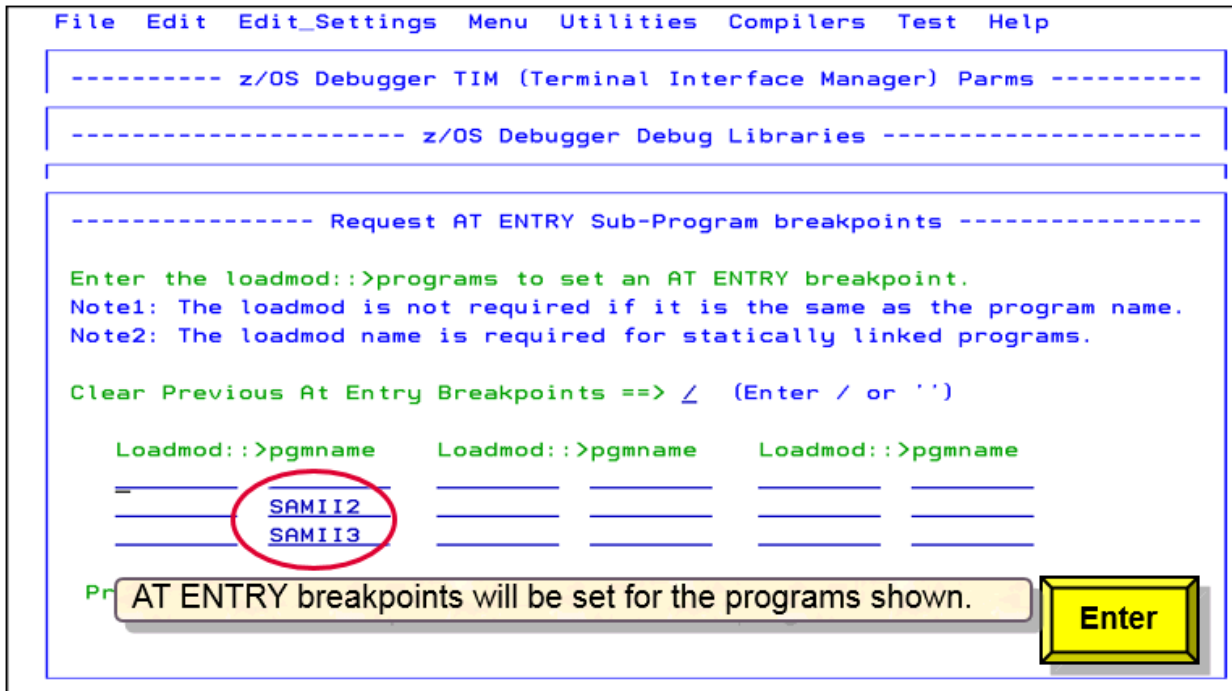 File Edit Edit_Settings Menu Utilities Compilers Test Help
---------- z/OS Debugger TIM (Terminal Interface Manager) Parms ----------
---------------------- z/OS Debugger Debug Libraries ---------------------
---------------- Request AT ENTRY Sub-Program breakpoints ----------------
Enter the loadmod::>programs to set an AT ENTRY breakpoint.
Note1: The loadmod is not required if it is the same as the program name.
Note2: The loadmod name is required for statically linked programs.
Clear Previous At Entry Breakpoints ==> / (Enter / or '')
Loadmod::>pgmname Loadmod::>pgmname Loadmod::>pgmname
SAMII2
SAMII3
Pr
AT ENTRY breakpoints will be set for the programs shown.
Enter